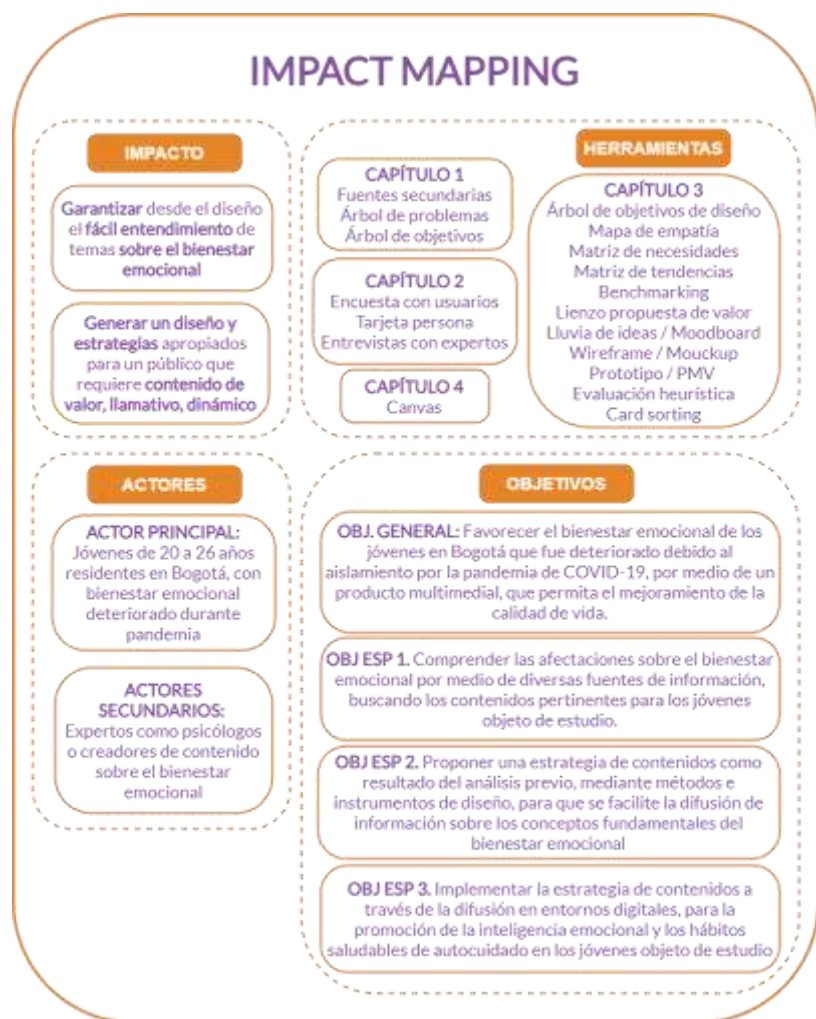 IMPACT MAPPING
IMPACTO
Garantizar desde el diseño
el fácil entendimiento de
temas sobre el bienestar
emocional
Generar un diseño y
estrategias apropiados
para un público que
requiere contenido de
valor, llamativo, dinámico
HERRAMIENTAS
CAPÍTULO 1
Fuentes secundarias
Árbol de problemas
Árbol de objetivos
CAPÍTULO 2
Encuesta con usuarios
Tarjeta persona
Entrevistas con expertos
CAPÍTULO 4
Canvas
CAPÍTULO 3
Árbol de objetivos de diseño
Mapa de empatía
Matriz de necesidades
Matriz de tendencias
Benchmarking
Lienzo propuesta de valor
Lluvia de ideas / Moodboard
Wireframe / Mouckup
Prototipo / PMV
Evaluación heurística
Card sorting
ACTORES
ACTOR PRINCIPAL:
Jóvenes de 20 a 26 años
residentes en Bogotá, con
bienestar emocional
deteriorado durante
pandemia
ACTORES
SECUNDARIOS:
Expertos como psicólogos
o creadores de contenido
sobre el bienestar
emocional
OBJETIVOS
OBJ. GENERAL: Favorecer el bienestar emocional de los
jóvenes en Bogotá que fue deteriorado debido al
aislamiento por la pandemia de COVID-19, por medio de un
producto multimedial, que permita el mejoramiento de la
calidad de vida.
OBJ ESP 1. Comprender las afectaciones sobre el bienestar
emocional por medio de diversas fuentes de información,
buscando los contenidos pertinentes para los jóvenes
objeto de estudio.
OBJ ESP 2. Proponer una estrategia de contenidos como
resultado del análisis previo, mediante métodos e
instrumentos de diseño, para que se facilite la difusión de
información sobre los conceptos fundamentales del
bienestar emocional
OBJ ESP 3. Implementar la estrategia de contenidos a
través de la difusión en entornos digitales, para la
promoción de la inteligencia emocional y los hábitos
saludables de autocuidado en los jóvenes objeto de estudio